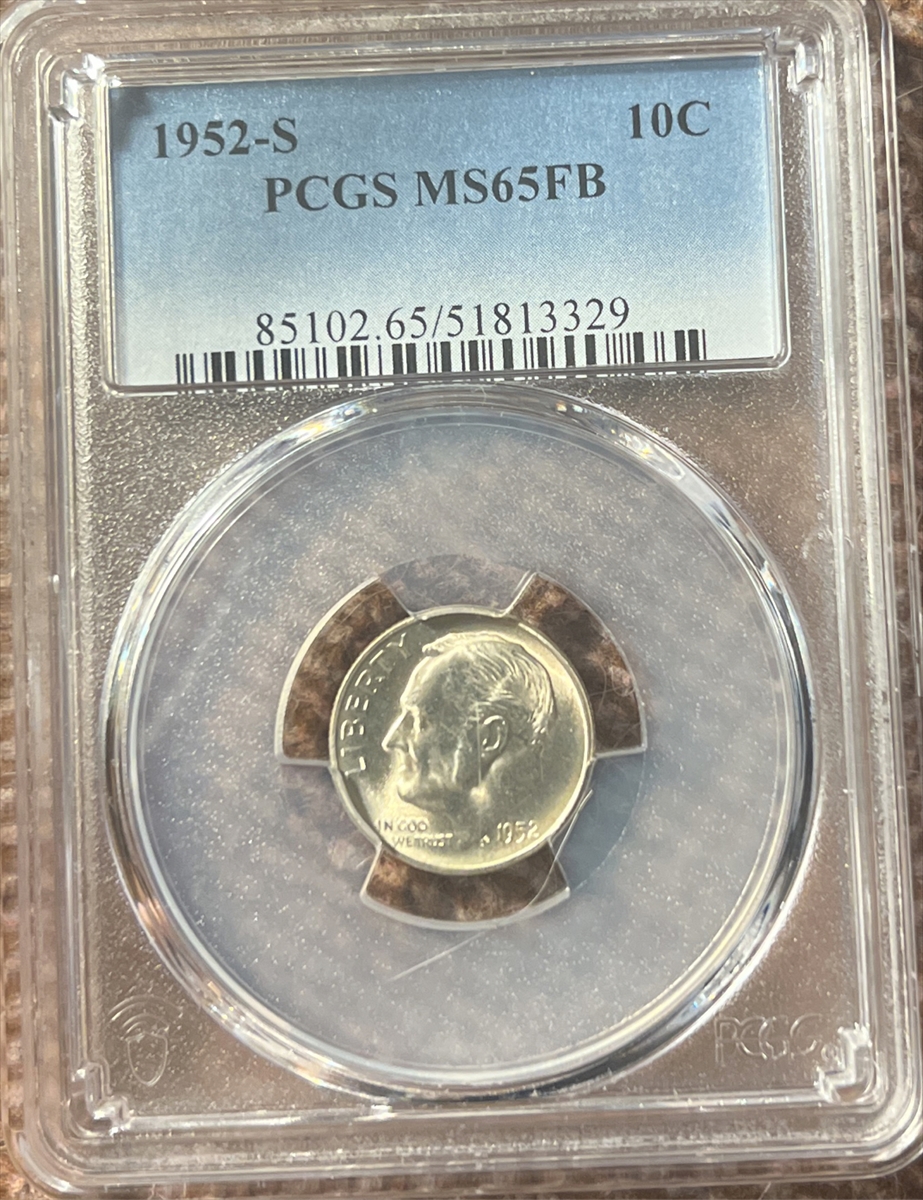 1952-S 10C
PCGS MS65FB
85102.65/51813329
LIBERTY
IN GOD
WE TRUST
1952
PCGS